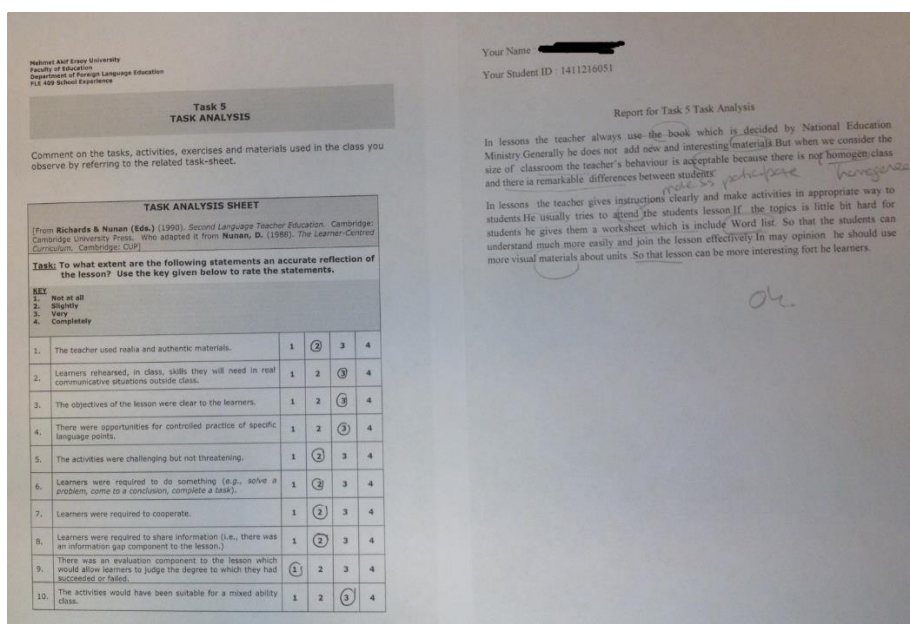 Mehmet Akif Ersoy University
Faculty of Education
Department of Foreign Language Education
FLE 409 School Experience
Task 5
TASK ANALYSIS
Comment on the tasks, activities, exercises and materials used in the class you
observe by referring to the related task-sheet.
TASK ANALYSIS SHEET
[From Richards & Nunan (Eds.) (1990). Second Language Teacher Education. Cambridge:
Cambridge University Press. Who adapted it from Nunan, D. (1988). The Learner-Centred
Curriculum. Cambridge: CUP]
Task: To what extent are the following statements an accurate reflection of
the lesson? Use the key given below to rate the statements.
KEY
1. Not at all
2. Slightly
3. Very
4. Completely
1. The teacher used realia and authentic materials. 1 2 3 4
2. Learners rehearsed, in class, skills they will need in real
communicative situations outside class. 1 2 3 4
3. The objectives of the lesson were clear to the learners. 1 2 3 4
4. There were opportunities for controlled practice of specific
language points. 1 2 3 4
5. The activities were challenging but not threatening. 1 2 3 4
6. Learners were required to do something (e.g., solve a
problem, come to a conclusion, complete a task). 1 2 3 4
7. Learners were required to cooperate. 1 2 3 4
8. Learners were required to share information (i.e., there was
an information gap component to the lesson.) 1 2 3 4
9. There was an evaluation component to the lesson which
would allow learners to judge the degree to which they had
succeeded or failed. 1 2 3 4
10. The activities would have been suitable for a mixed ability
class. 1 2 3 4
Your Name :
Your Student ID : 1411216051
Report for Task 5 Task Analysis
In lessons the teacher always use the book which is decided by National Education
Ministry Generally he does not add new and interesting materials But when we consider the
size of classroom the teacher's behaviour is acceptable because there is not homogen class
and there ia remarkable differences between students
participate
In lessons the teacher gives instructions clearly and make activities in appropriate way to
students He usually tries to attend the students lesson If the topics is little bit hard for
students he gives them a worksheet which is include Word list. So that the students can
understand much more easily and join the lesson effectively In may opinion he should use
more visual materials about units So that lesson can be more interesting fort he learners.
Ok